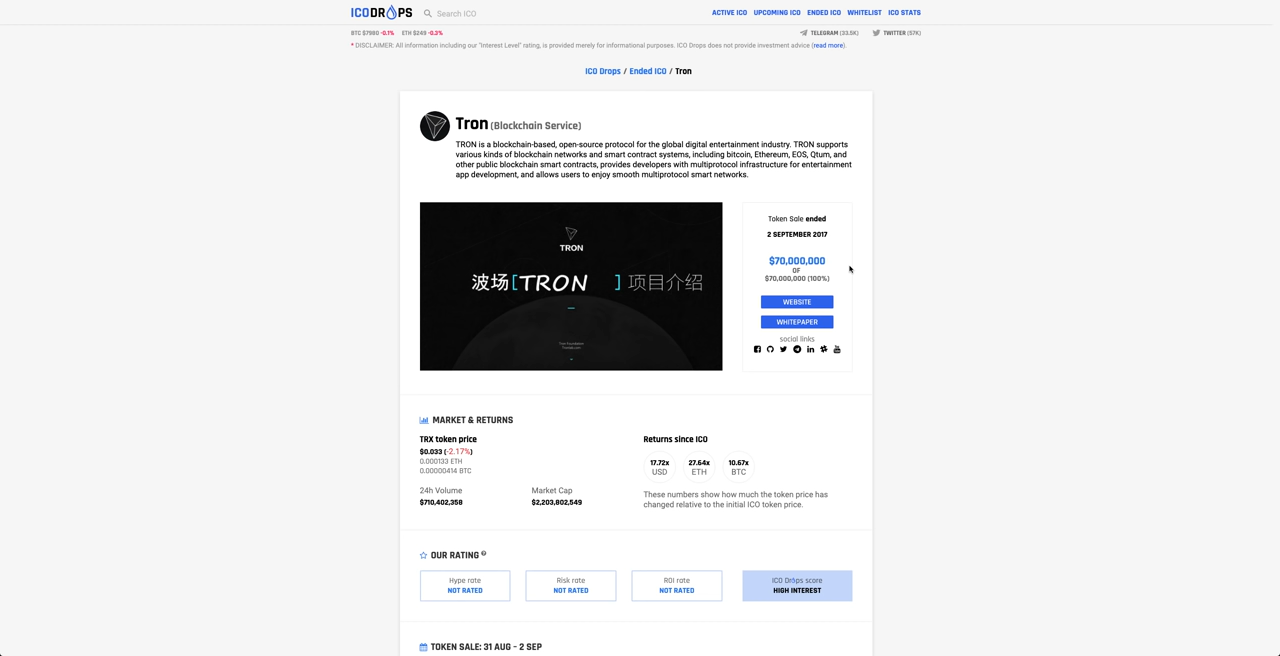 ICODROPS
Search ICO
ACTIVE ICO UPCOMING ICO ENDED ICO WHITELIST ICO STATS
BTC $7980 -0.1% ETH $249 -0.2%
TELEGRAM (33.5K) TWITTER (57K)
* DISCLAIMER: All information including our "Interest Level" rating, is provided merely for informational purposes. ICO Drops does not provide investment advice (read more).
ICO Drops / Ended ICO / Tron
Tron (Blockchain Service)
TRON is a blockchain-based, open-source protocol for the global digital entertainment industry. TRON supports
various kinds of blockchain networks and smart contract systems, including bitcoin, Ethereum, EOS, Qtum, and
other public blockchain smart contracts, provides developers with multiprotocol infrastructure for entertainment
app development, and allows users to enjoy smooth multiprotocol smart networks.
TRON
波场[TRON ]项目介绍
Tron Foundation
Token Sale ended
2 SEPTEMBER 2017
$70,000,000
OF
$70,000,000 (100%)
WEBSITE
WHITEPAPER
social links
MARKET & RETURNS
TRX token price
$0.033 (-2.17%)
0.000133 ETH
0.00000414 BTC
24h Volume
$710,402,358
Market Cap
$2,203,802,549
Returns since ICO
17.72x
USD
27.64x
ETH
10.67x
BTC
These numbers show how much the token price has
changed relative to the initial ICO token price.
OUR RATING
Hype rate
NOT RATED
Risk rate
NOT RATED
ROI rate
NOT RATED
ICO Drops score
HIGH INTEREST
TOKEN SALE: 31 AUG – 2 SEP